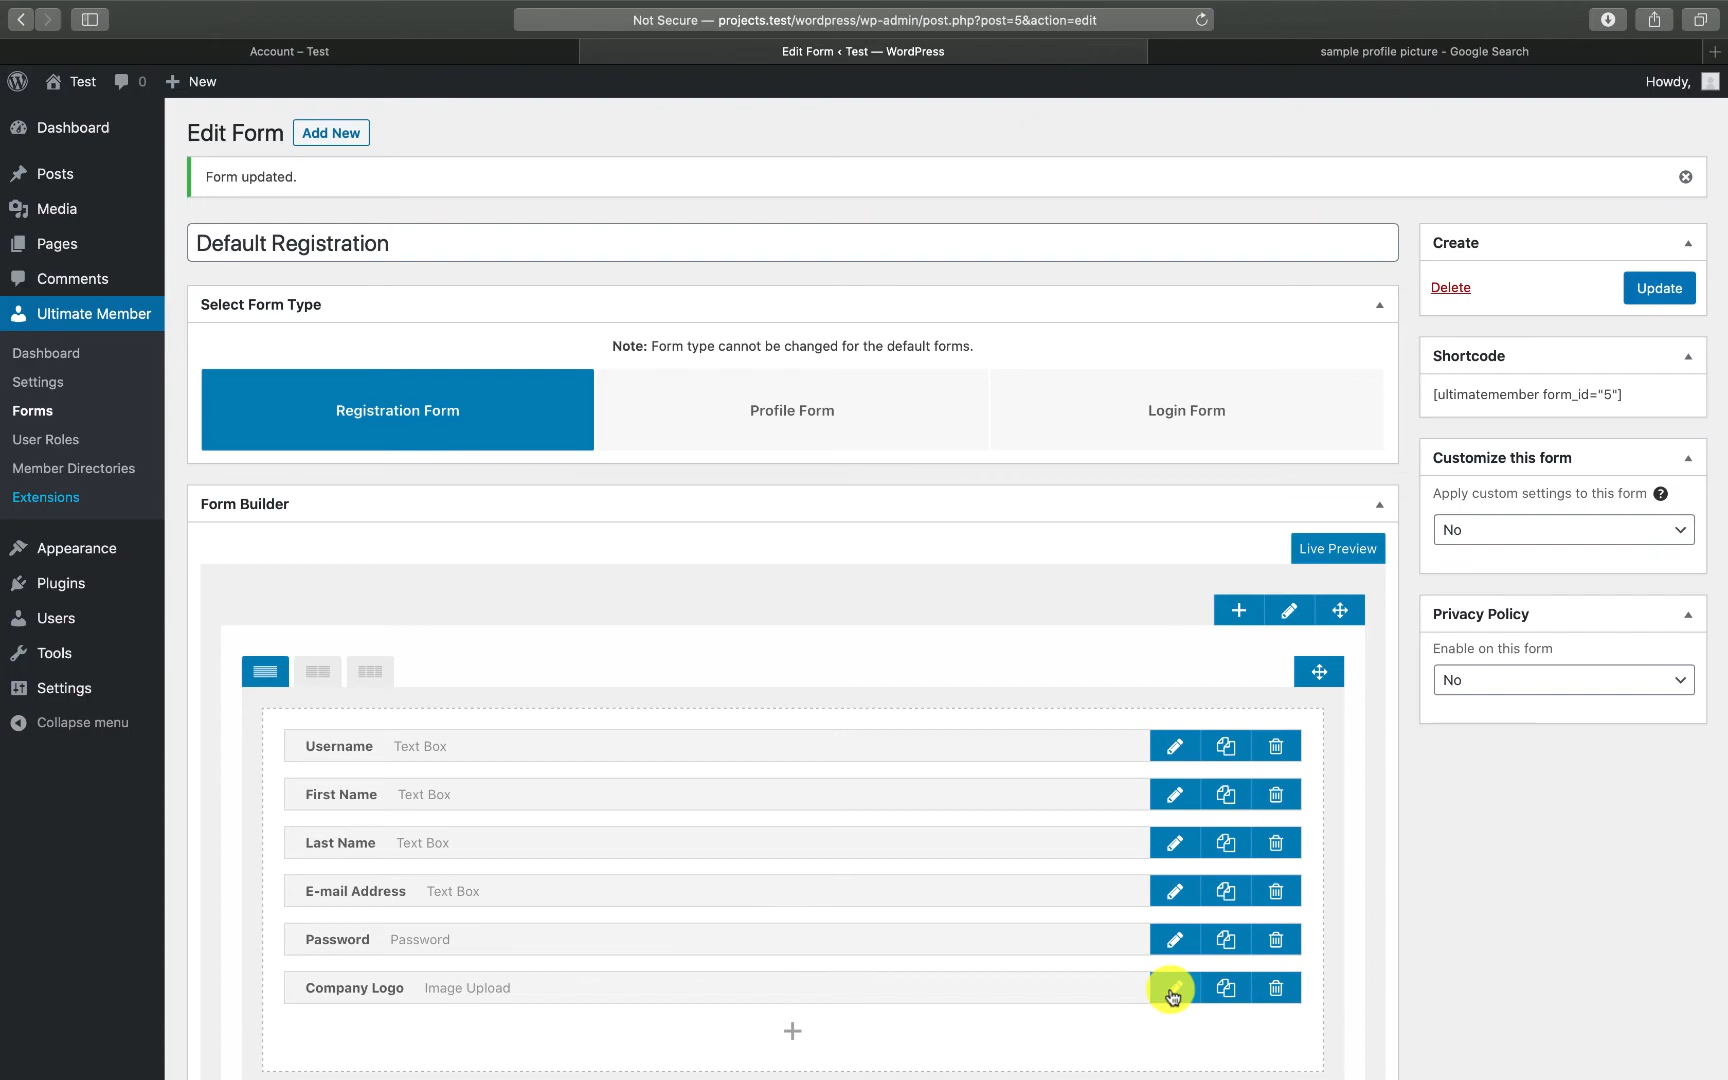 Not Secure — projects.test/wordpress/wp-admin/post.php?post=5&action=edit
Account – Test
Edit Form ‹ Test — WordPress
sample profile picture - Google Search
Test
0
New
Howdy,
Dashboard
Posts
Media
Pages
Comments
Ultimate Member
Dashboard
Settings
Forms
User Roles
Member Directories
Extensions
Appearance
Plugins
Users
Tools
Settings
Collapse menu
Edit Form
Add New
Form updated.
Default Registration
Select Form Type
Note: Form type cannot be changed for the default forms.
Registration Form
Profile Form
Login Form
Form Builder
Live Preview
Username Text Box
First Name Text Box
Last Name Text Box
E-mail Address Text Box
Password Password
Company Logo Image Upload
Create
Delete
Update
Shortcode
[ultimatemember form_id="5"]
Customize this form
Apply custom settings to this form ?
No
Privacy Policy
Enable on this form
No